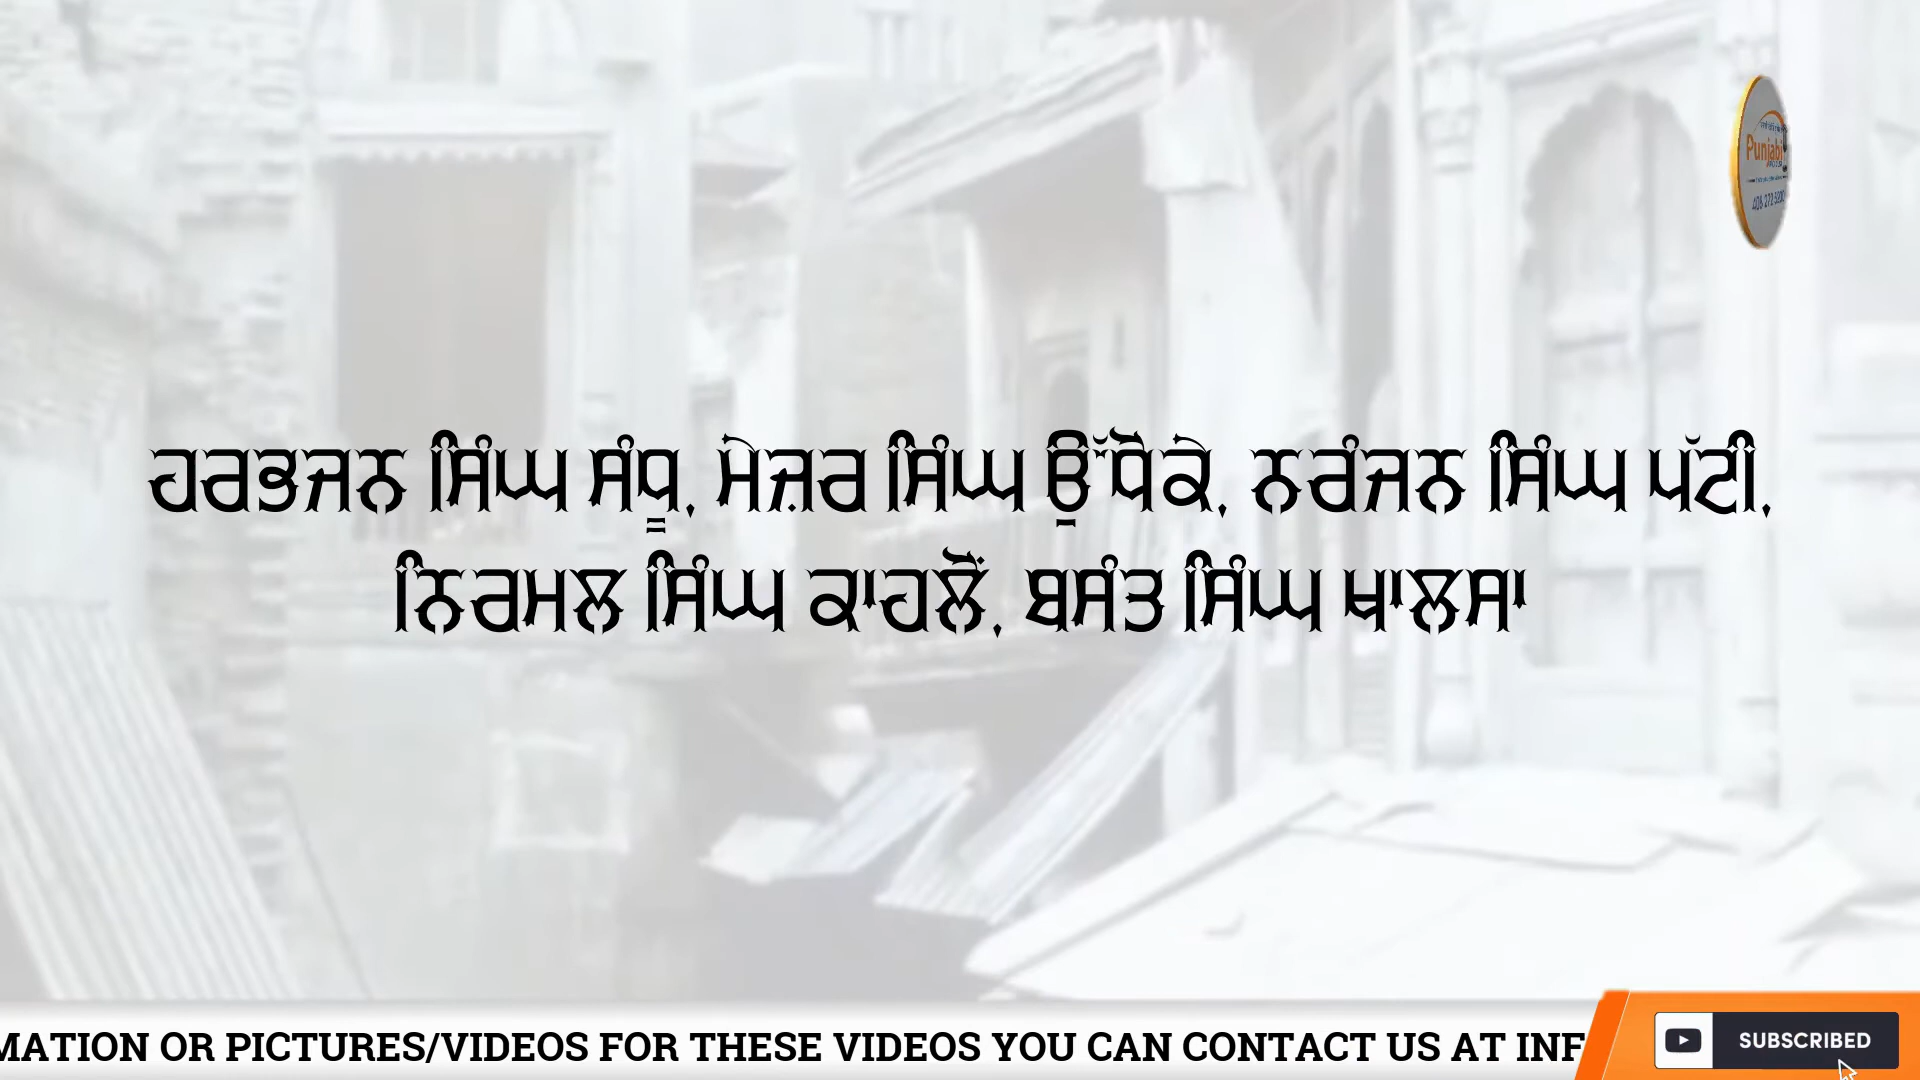 Punjabi
ਹਰਭਜਨ ਸਿੰਘ ਸੰਧੂ, ਮੇਜ਼ਰ ਸਿੰਘ ਉੱਧੋਕੇ, ਨਰੰਜਨ ਸਿੰਘ ਪੱਟੀ,
ਨਿਰਮਲ ਸਿੰਘ ਕਾਹਲੋਂ, ਬਸੰਤ ਸਿੰਘ ਖਾਲਸਾ
MATION OR PICTURES/VIDEOS FOR THESE VIDEOS YOU CAN CONTACT US AT INF
SUBSCRIBED